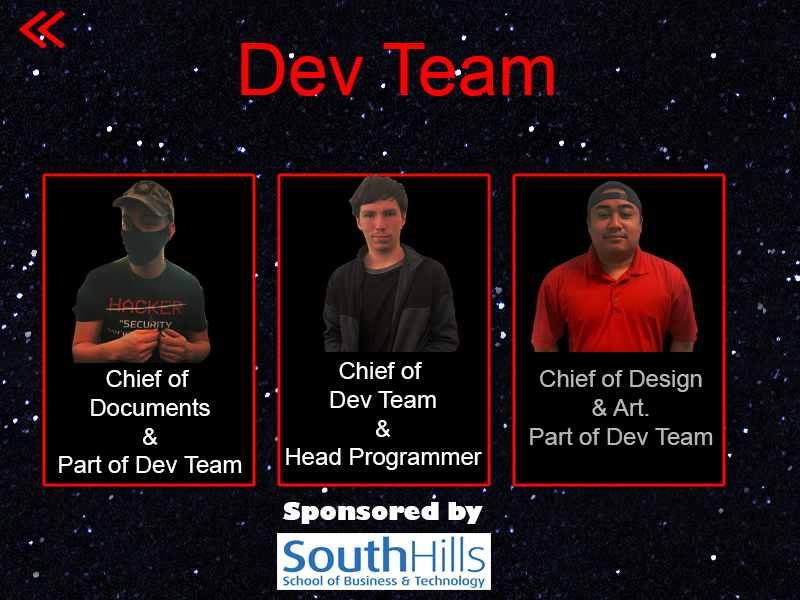 Dev Team
HACKER
"SECURITY
Chief of
Documents
&
Part of Dev Team
Chief of
Dev Team
&
Head Programmer
Chief of Design
& Art.
Part of Dev Team
Sponsored by
SouthHills
School of Business & Technology